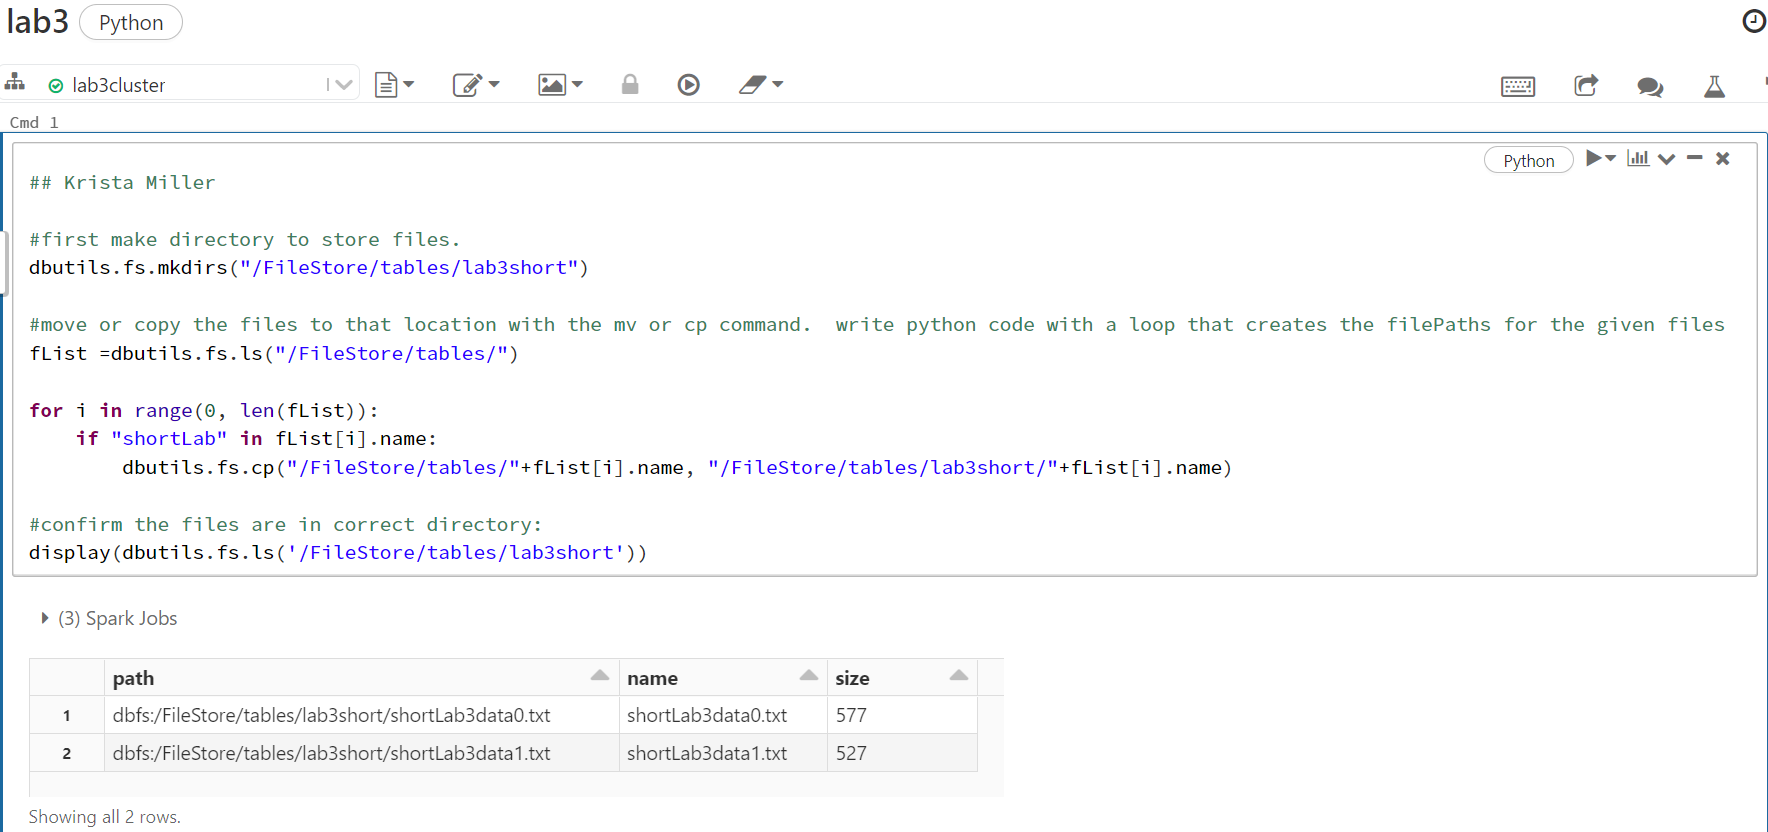 lab3 Python
lab3cluster
Cmd 1
Python
## Krista Miller
#first make directory to store files.
dbutils.fs.mkdirs("/FileStore/tables/lab3short")
#move or copy the files to that location with the mv or cp command.  write python code with a loop that creates the filePaths for the given files
fList =dbutils.fs.ls("/FileStore/tables/")
for i in range(0, len(fList)):
    if "shortLab" in fList[i].name:
        dbutils.fs.cp("/FileStore/tables/"+fList[i].name, "/FileStore/tables/lab3short/"+fList[i].name)
#confirm the files are in correct directory:
display(dbutils.fs.ls('/FileStore/tables/lab3short'))
(3) Spark Jobs
path name size
1 dbfs:/FileStore/tables/lab3short/shortLab3data0.txt shortLab3data0.txt 577
2 dbfs:/FileStore/tables/lab3short/shortLab3data1.txt shortLab3data1.txt 527
Showing all 2 rows.